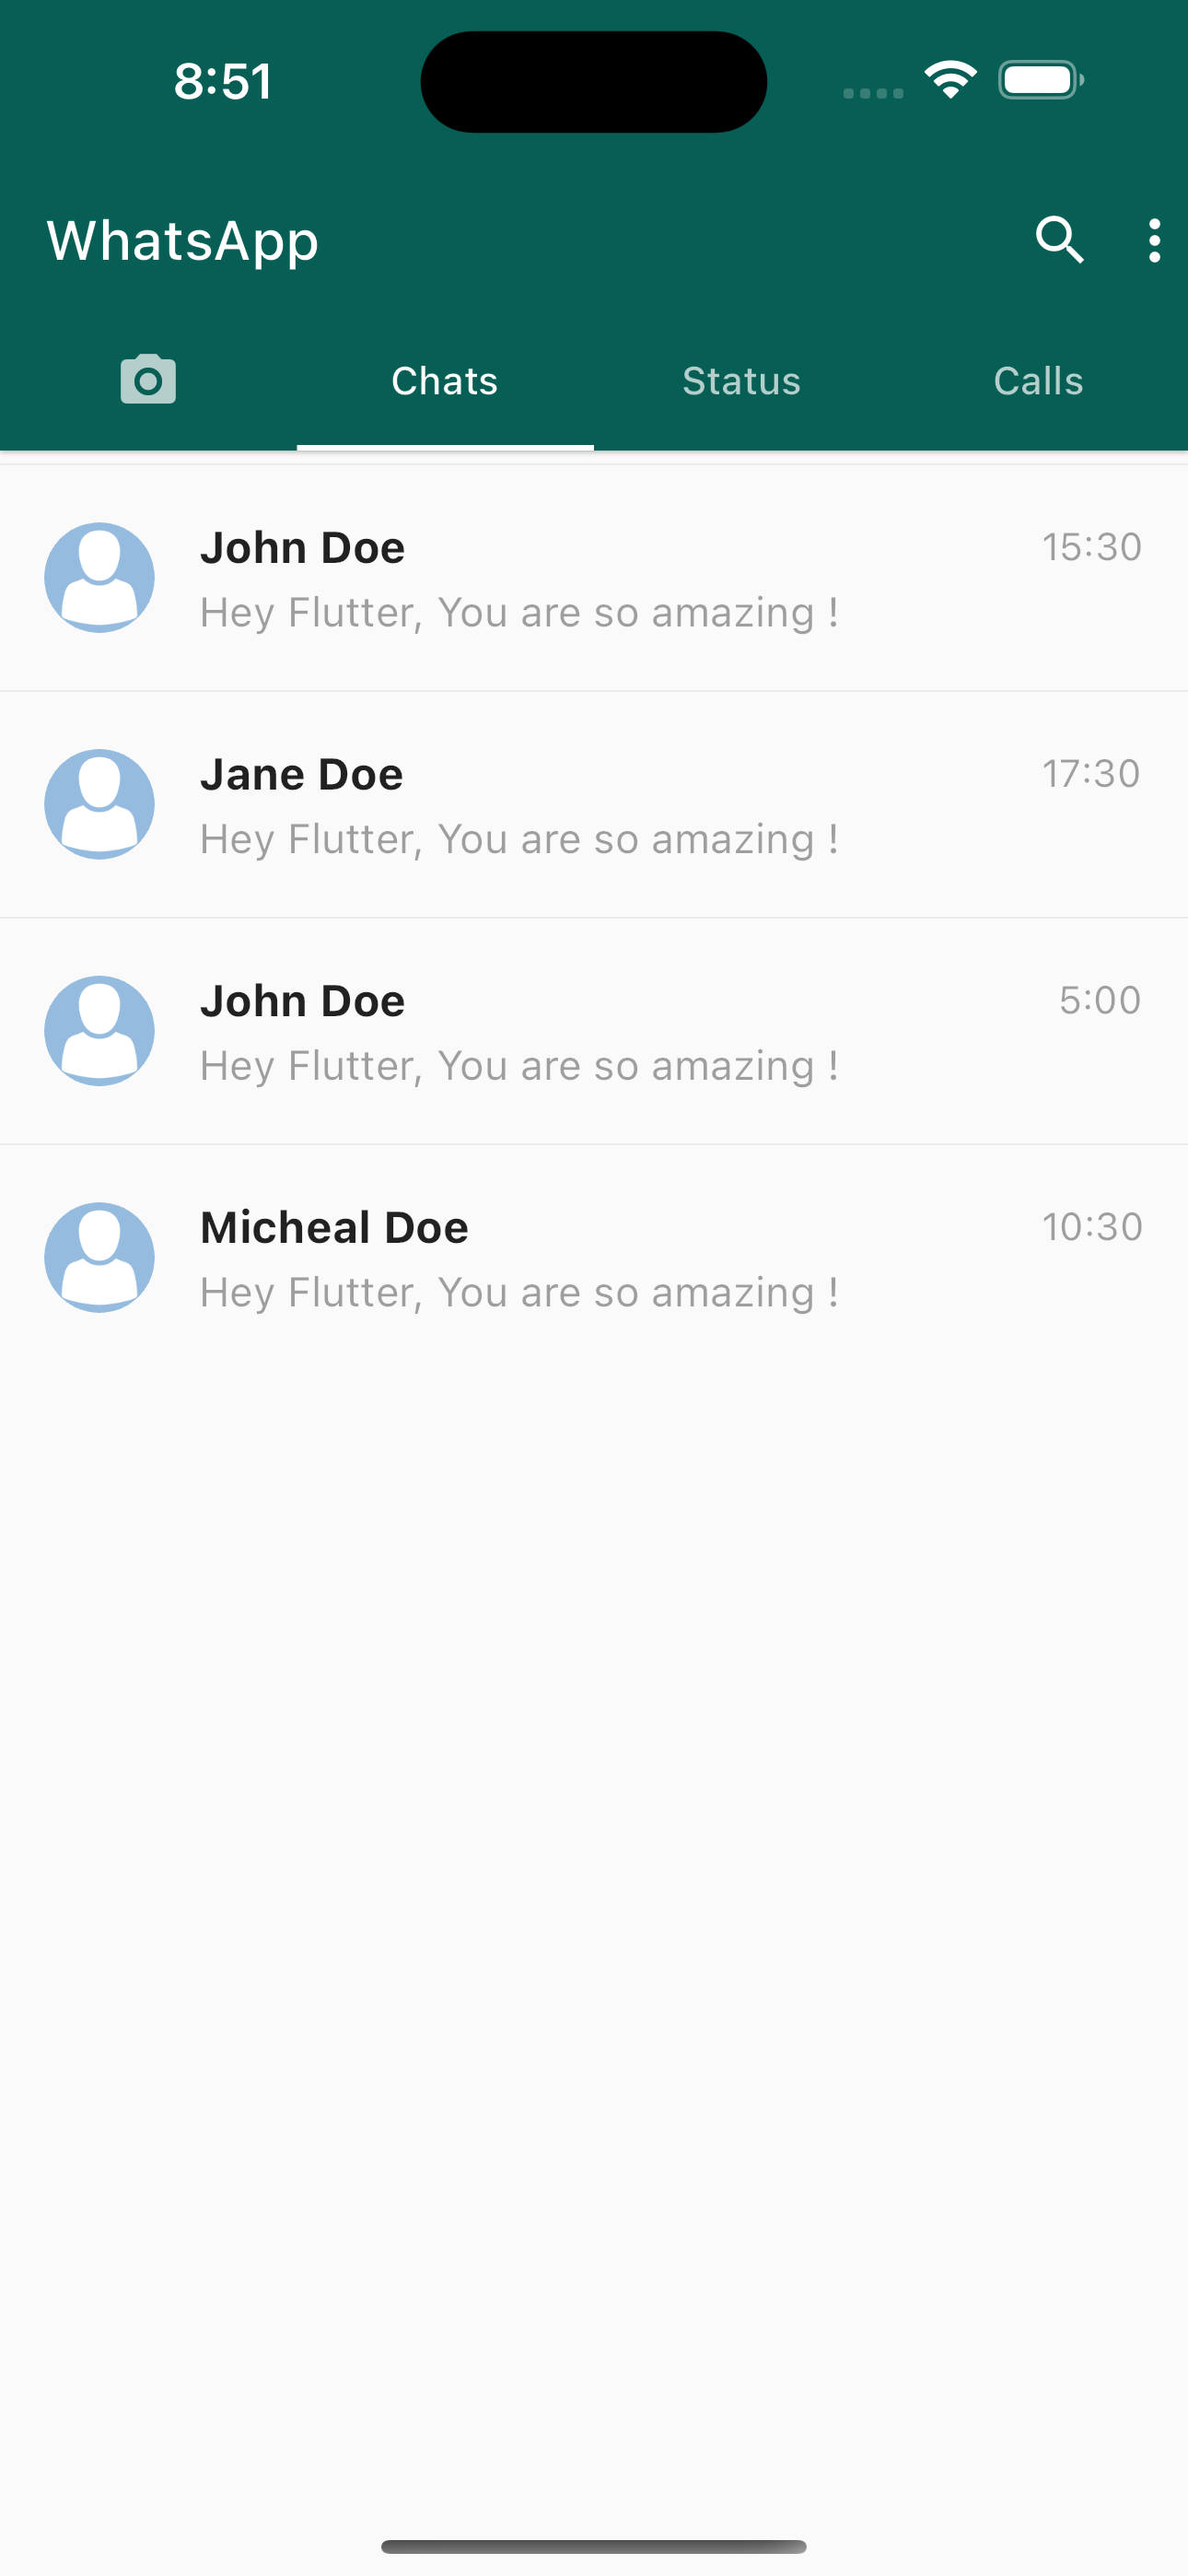 8:51
WhatsApp
Chats Status Calls
John Doe 15:30
Hey Flutter, You are so amazing !
Jane Doe 17:30
Hey Flutter, You are so amazing !
John Doe 5:00
Hey Flutter, You are so amazing !
Micheal Doe 10:30
Hey Flutter, You are so amazing !